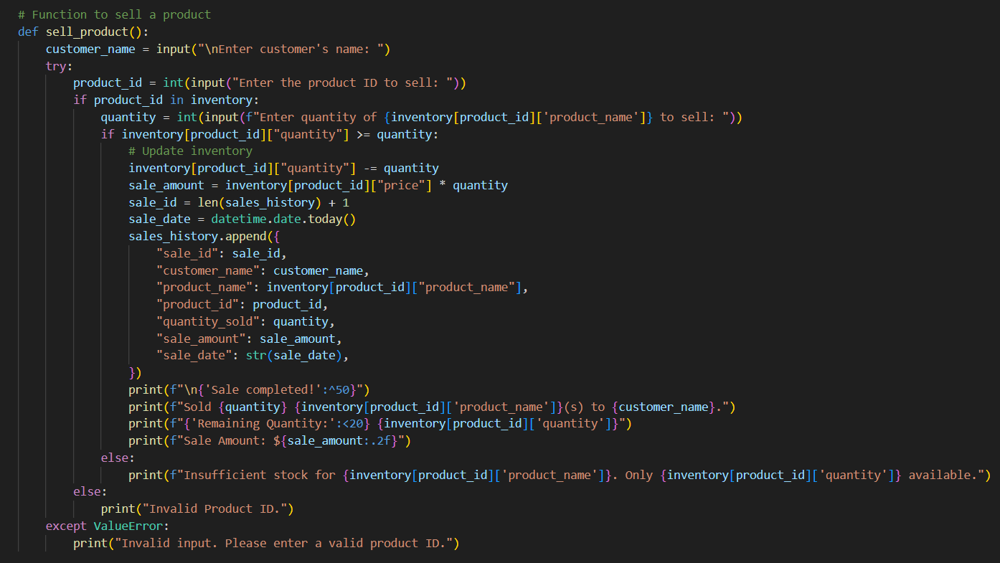 # Function to sell a product
def sell_product():
    customer_name = input("\nEnter customer's name: ")
    try:
        product_id = int(input("Enter the product ID to sell: "))
        if product_id in inventory:
            quantity = int(input(f"Enter quantity of {inventory[product_id]['product_name']} to sell: "))
            if inventory[product_id]["quantity"] >= quantity:
                # Update inventory
                inventory[product_id]["quantity"] -= quantity
                sale_amount = inventory[product_id]["price"] * quantity
                sale_id = len(sales_history) + 1
                sale_date = datetime.date.today()
                sales_history.append({
                    "sale_id": sale_id,
                    "customer_name": customer_name,
                    "product_name": inventory[product_id]["product_name"],
                    "product_id": product_id,
                    "quantity_sold": quantity,
                    "sale_amount": sale_amount,
                    "sale_date": str(sale_date),
                })
                print(f"\n{'Sale completed!':^50}")
                print(f"Sold {quantity} {inventory[product_id]['product_name']}(s) to {customer_name}.")
                print(f"{'Remaining Quantity:':<20} {inventory[product_id]['quantity']}")
                print(f"Sale Amount: ${sale_amount:.2f}")
            else:
                print(f"Insufficient stock for {inventory[product_id]['product_name']}. Only {inventory[product_id]['quantity']} available.")
        else:
            print("Invalid Product ID.")
    except ValueError:
        print("Invalid input. Please enter a valid product ID.")